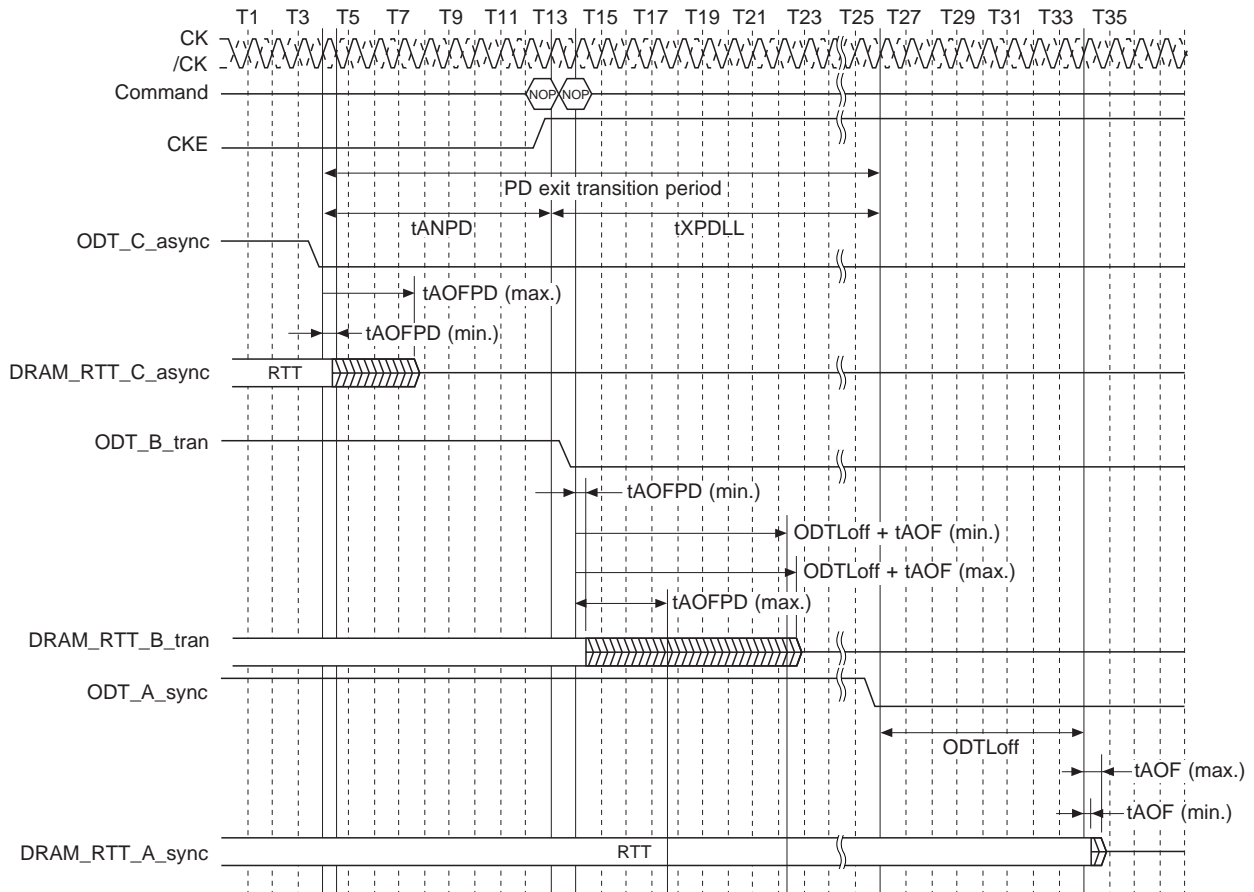 T1 T3 T5 T7 T9 T11 T13 T15 T17 T19 T21 T23 T25 T27 T29 T31 T33 T35
CK
/CK
Command NOP NOP
CKE
PD exit transition period
tANPD tXPDLL
ODT_C_async
tAOFPD (max.)
tAOFPD (min.)
DRAM_RTT_C_async RTT
ODT_B_tran
tAOFPD (min.)
ODTLoff + tAOF (min.)
ODTLoff + tAOF (max.)
tAOFPD (max.)
DRAM_RTT_B_tran
ODT_A_sync
ODTLoff
tAOF (max.)
tAOF (min.)
DRAM_RTT_A_sync RTT